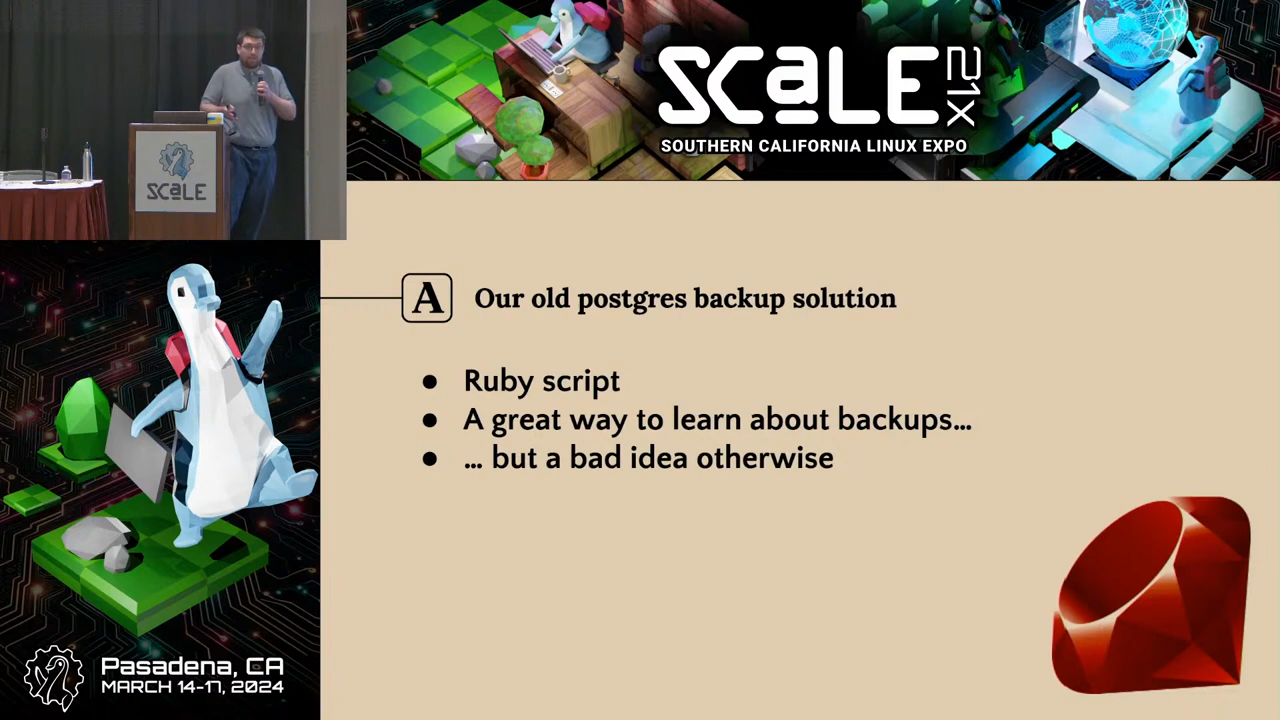 SCaLE 21X
SOUTHERN CALIFORNIA LINUX EXPO
SCaLE
A Our old postgres backup solution
● Ruby script
● A great way to learn about backups…
● … but a bad idea otherwise
Pasadena, CA
MARCH 14-17, 2024